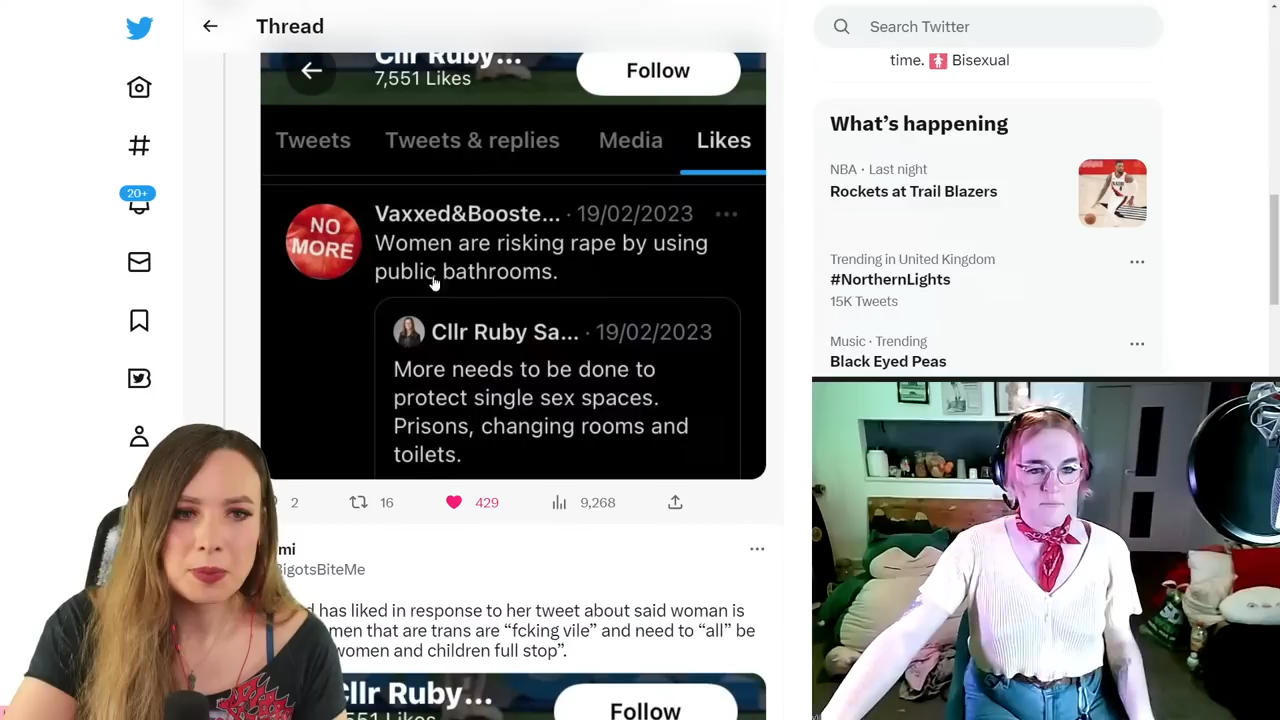 Thread
Search Twitter
time. Bisexual
Cllr Ruby...
7,551 Likes
Follow
Tweets
Tweets & replies
Media
Likes
What's happening
NBA · Last night
Rockets at Trail Blazers
20+
NO
MORE
Vaxxed&Booste... · 19/02/2023
Women are risking rape by using
public bathrooms.
Cllr Ruby Sa... · 19/02/2023
More needs to be done to
protect single sex spaces.
Prisons, changing rooms and
toilets.
Trending in United Kingdom
#NorthernLights
15K Tweets
Music · Trending
Black Eyed Peas
2
16
429
9,268
mi
BigotsBiteMe
d has liked in response to her tweet about said woman is
men that are trans are “fcking vile” and need to “all” be
women and children full stop”.
Cllr Ruby...
551 Likes
Follow